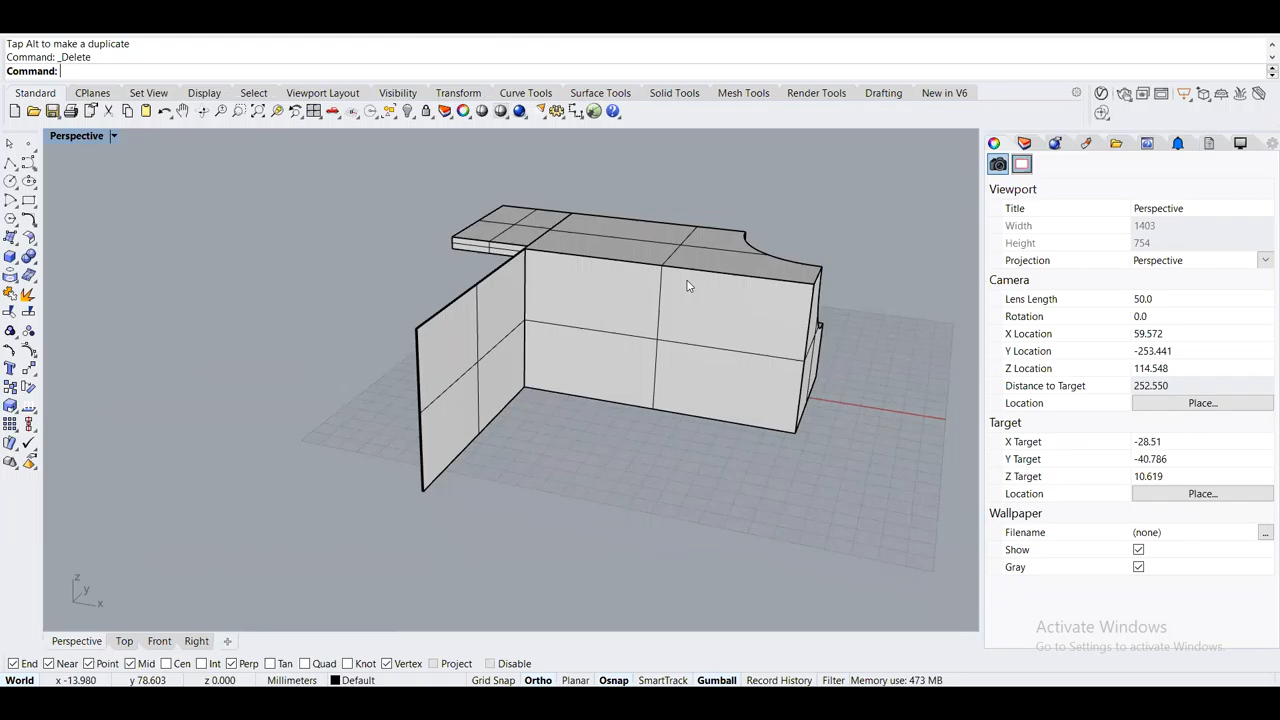 Tap Alt to make a duplicate
Command: _Delete
Command:
Standard CPlanes Set View Display Select Viewport Layout Visibility Transform Curve Tools Surface Tools Solid Tools Mesh Tools Render Tools Drafting New in V6
Perspective
Viewport
Title Perspective
Width 1403
Height 754
Projection Perspective
Camera
Lens Length 50.0
Rotation 0.0
X Location 59.572
Y Location -253.441
Z Location 114.548
Distance to Target 252.550
Location Place...
Target
X Target -28.51
Y Target -40.786
Z Target 10.619
Location Place...
Wallpaper
Filename (none) ...
Show
Gray
Activate Windows
Go to Settings to activate Windows.
z
y
x
Perspective Top Front Right
End Near Point Mid Cen Int Perp Tan Quad Knot Vertex Project Disable
World x -13.980 y 78.603 z 0.000 Millimeters Default Grid Snap Ortho Planar Osnap SmartTrack Gumball Record History Filter Memory use: 473 MB